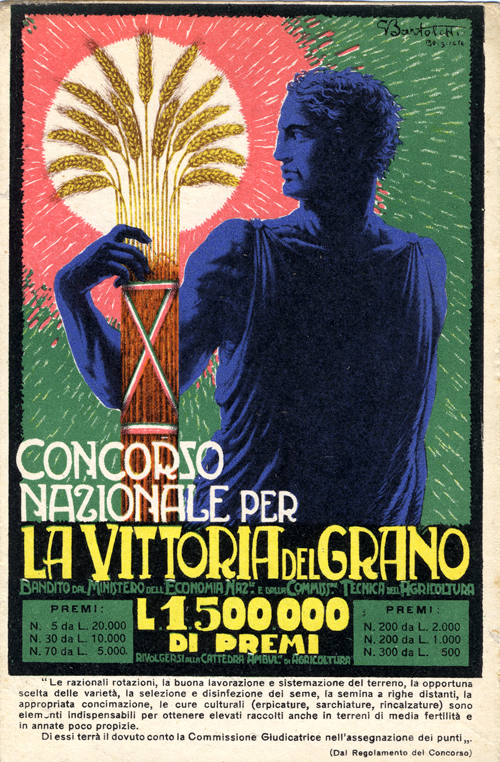 G Bartoletti
CONCORSO
NAZIONALE PER
LA VITTORIA DEL GRANO
BANDITO DAL MINISTERO DELL'ECONOMIA NAZ.LE E DALLA COMMISS.NE TECNICA DELL'AGRICOLTURA
PREMI:
N. 5 da L. 20.000
N. 30 da L. 10.000
N. 70 da L. 5.000
L 1.500000
DI PREMI
RIVOLGERSI ALLA CATTEDRA AMBUL.TE DI AGRICOLTURA
PREMI:
N. 200 da L. 2.000
N. 200 da L. 1.000
N. 300 da L. 500
"Le razionali rotazioni, la buona lavorazione e sistemazione del terreno, la opportuna
scelta delle varietà, la selezione e disinfezione del seme, la semina a righe distanti, la
appropriata concimazione, le cure culturali (erpicature, sarchiature, rincalzature) sono
elementi indispensabili per ottenere elevati raccolti anche in terreni di media fertilità e
in annate poco propizie.
Di essi terrà il dovuto conto la Commissione Giudicatrice nell'assegnazione dei punti„.
(Dal Regolamento del Concorso)